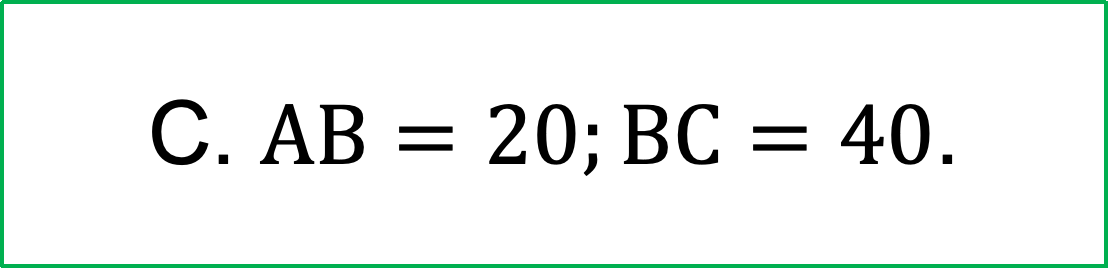 C. AB = 20; BC = 40.